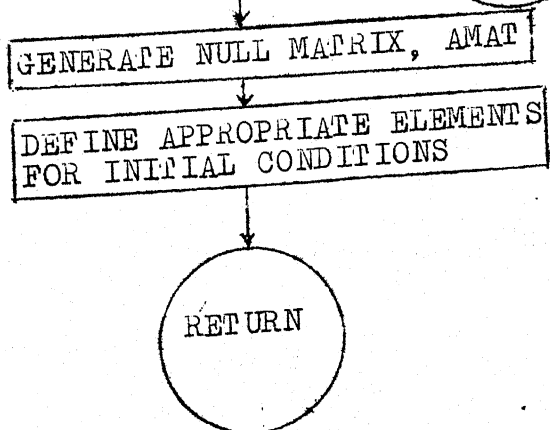 GENERATE NULL MATRIX, AMAT
DEFINE APPROPRIATE ELEMENTS
FOR INITIAL CONDITIONS
RETURN